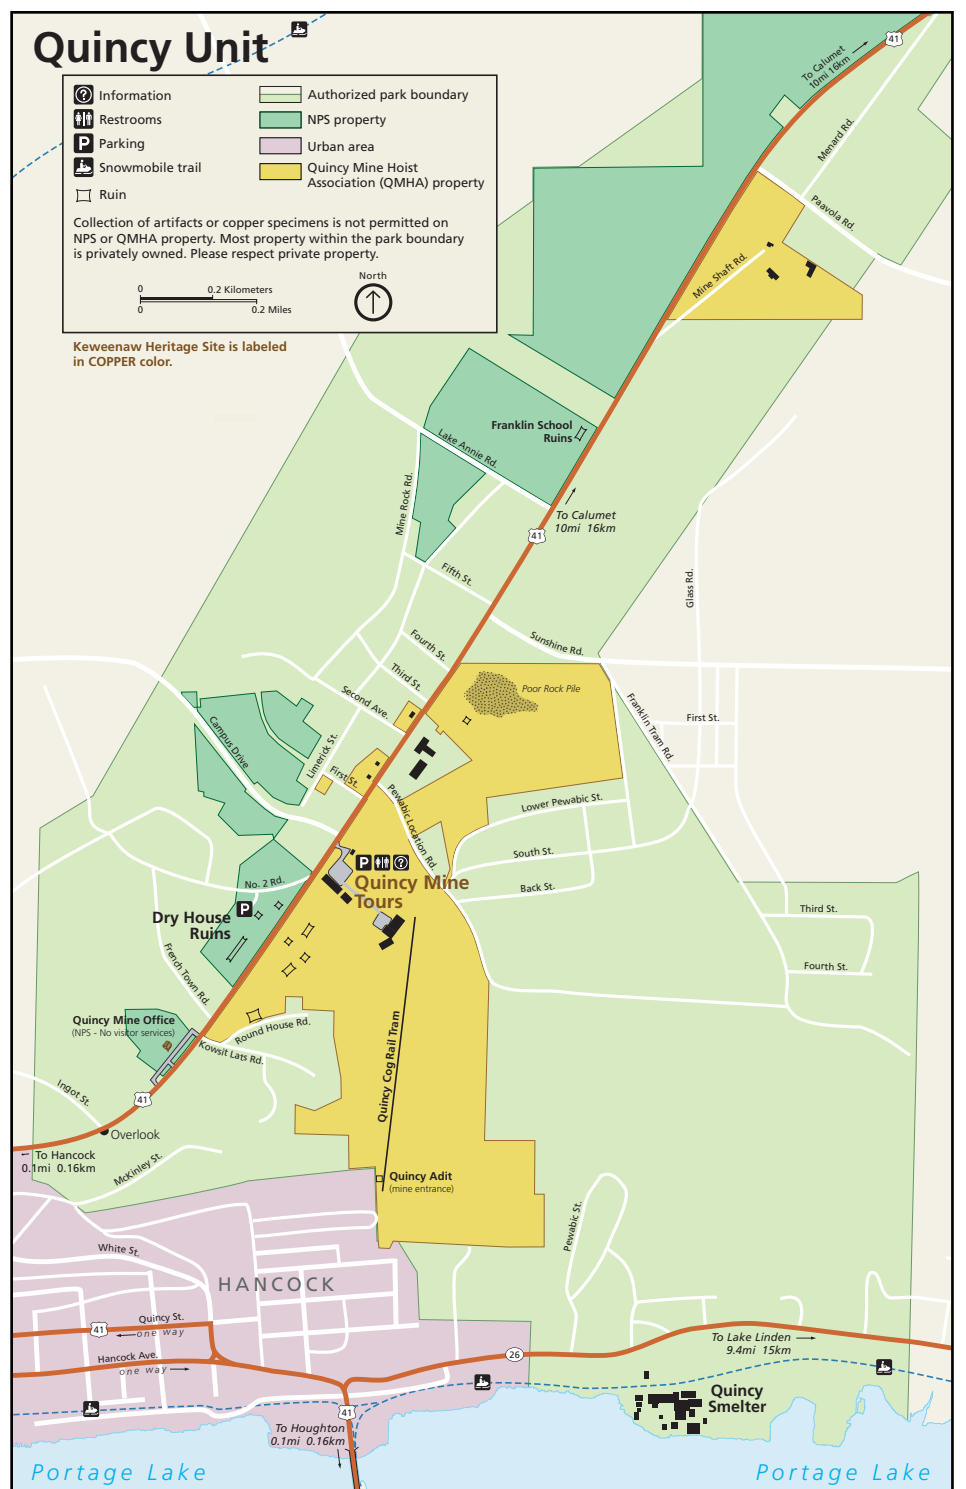 Quincy Unit
Information
Restrooms
Parking
Snowmobile trail
Ruin
Authorized park boundary
NPS property
Urban area
Quincy Mine Hoist
Association (QMHA) property
Collection of artifacts or copper specimens is not permitted on
NPS or QMHA property. Most property within the park boundary
is privately owned. Please respect private property.
0 0.2 Kilometers
0 0.2 Miles
North
Keweenaw Heritage Site is labeled
in COPPER color.
41
To Calumet
10mi 16km
Menard Rd.
Paavola Rd.
Mine Shaft Rd.
Franklin School
Ruins
Lake Annie Rd.
Mine Rock Rd.
To Calumet
10mi 16km
41
Fifth St.
Glass Rd.
Fourth St.
Sunshine Rd.
Third St.
Second Ave.
Poor Rock Pile
Franklin Tram Rd.
First St.
Campus Drive
Limerick St.
First St.
Pewabic Location Rd.
Lower Pewabic St.
South St.
Back St.
P
?
Quincy Mine
Tours
No. 2 Rd.
P
Dry House
Ruins
Third St.
Fourth St.
French Town Rd.
Quincy Mine Office
(NPS - No visitor services)
Round House Rd.
Kowsit Lats Rd.
Quincy Cog Rail Tram
Ingot St.
41
Overlook
To Hancock
0.1mi 0.16km
McKinley St.
Quincy Adit
(mine entrance)
Pewabic St.
White St.
HANCOCK
Quincy St.
41
one way
Hancock Ave.
one way
26
To Lake Linden
9.4mi 15km
41
Quincy
Smelter
To Houghton
0.1mi 0.16km
Portage Lake
Portage Lake